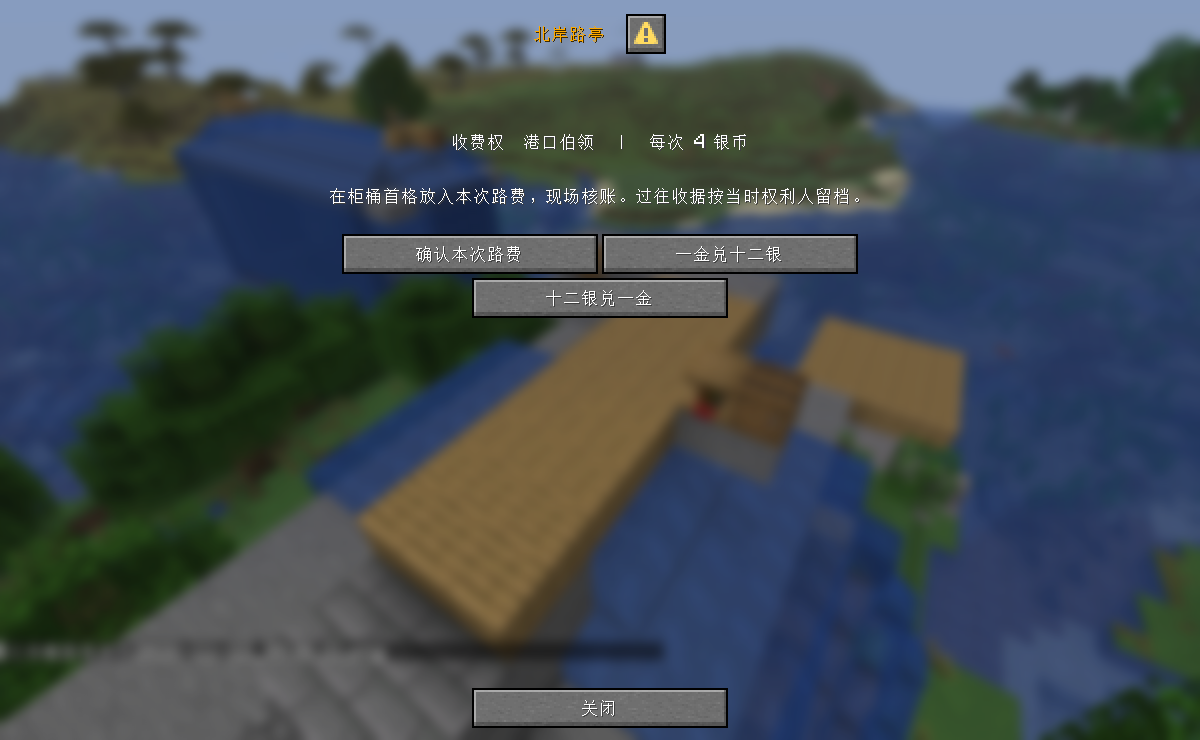 北岸路亭
收费权 港口伯领 | 每次 4 银币
在柜桶首格放入本次路费，现场核账。过往收据按当时权利人留档。
确认本次路费 一金兑十二银
十二银兑一金
关闭